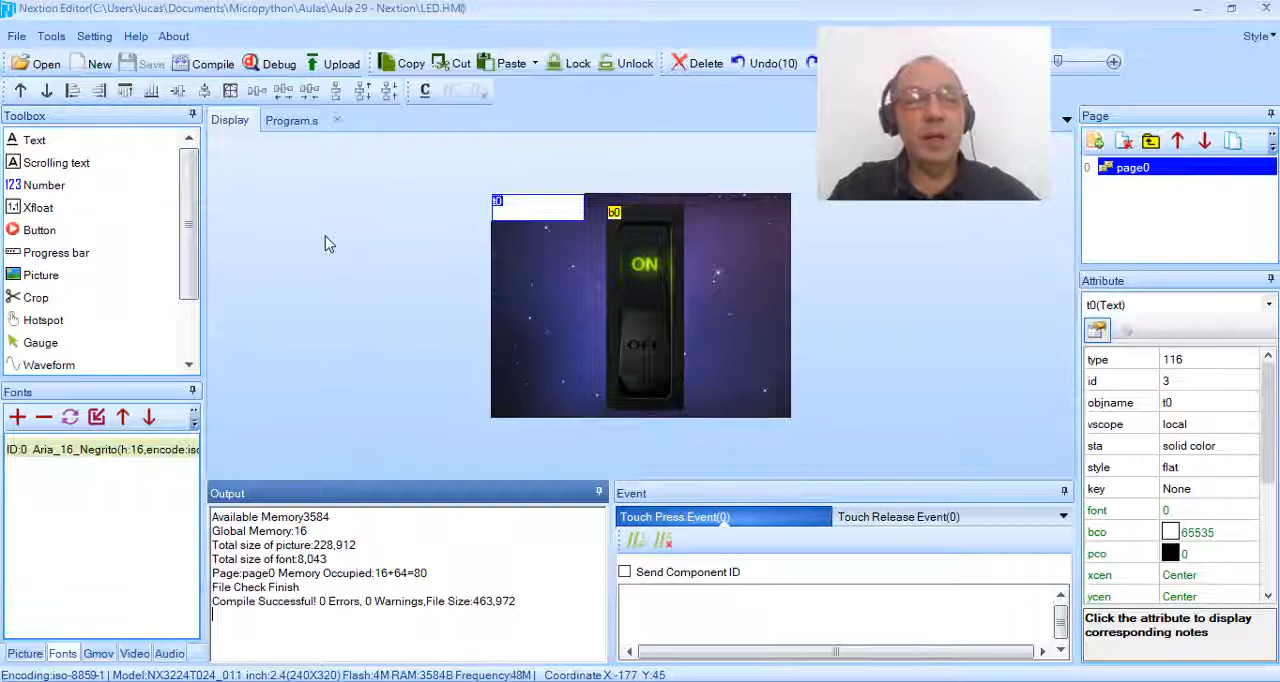 Nextion Editor(C:\Users\lucas\Documents\Micropython\Aulas\Aula 29 - Nextion\LED.HMI)
File Tools Setting Help About Style
Open New Save Compile Debug Upload Copy Cut Paste Lock Unlock Delete Undo(10)
Toolbox
Text
Scrolling text
Number
Xfloat
Button
Progress bar
Picture
Crop
Hotspot
Gauge
Waveform
Fonts
ID:0 Aria_16_Negrito(h:16,encode:iso
Picture Fonts Gmov Video Audio
Display Program.s
t0
b0
ON
OFF
Output
Available Memory3584
Global Memory:16
Total size of picture:228,912
Total size of font:8,043
Page:page0 Memory Occupied:16+64=80
File Check Finish
Compile Successful! 0 Errors, 0 Warnings,File Size:463,972
Event
Touch Press Event(0) Touch Release Event(0)
Send Component ID
Page
0 page0
Attribute
t0(Text)
type 116
id 3
objname t0
vscope local
sta solid color
style flat
key None
font 0
bco 65535
pco 0
xcen Center
ycen Center
Click the attribute to display
corresponding notes
Encoding:iso-8859-1 Model:NX3224T024_011 inch:2.4(240X320) Flash:4M RAM:3584B Frequency:48M Coordinate X:-177 Y:45